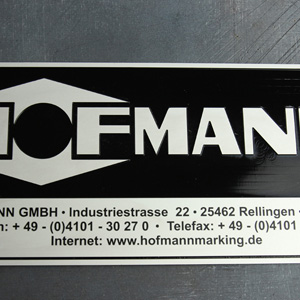 HOFMANN
NN GMBH • Industriestrasse 22 • 25462 Rellingen •
n: + 49 - (0)4101 - 30 27 0 • Telefax: + 49 - (0)4101
Internet: www.hofmannmarking.de